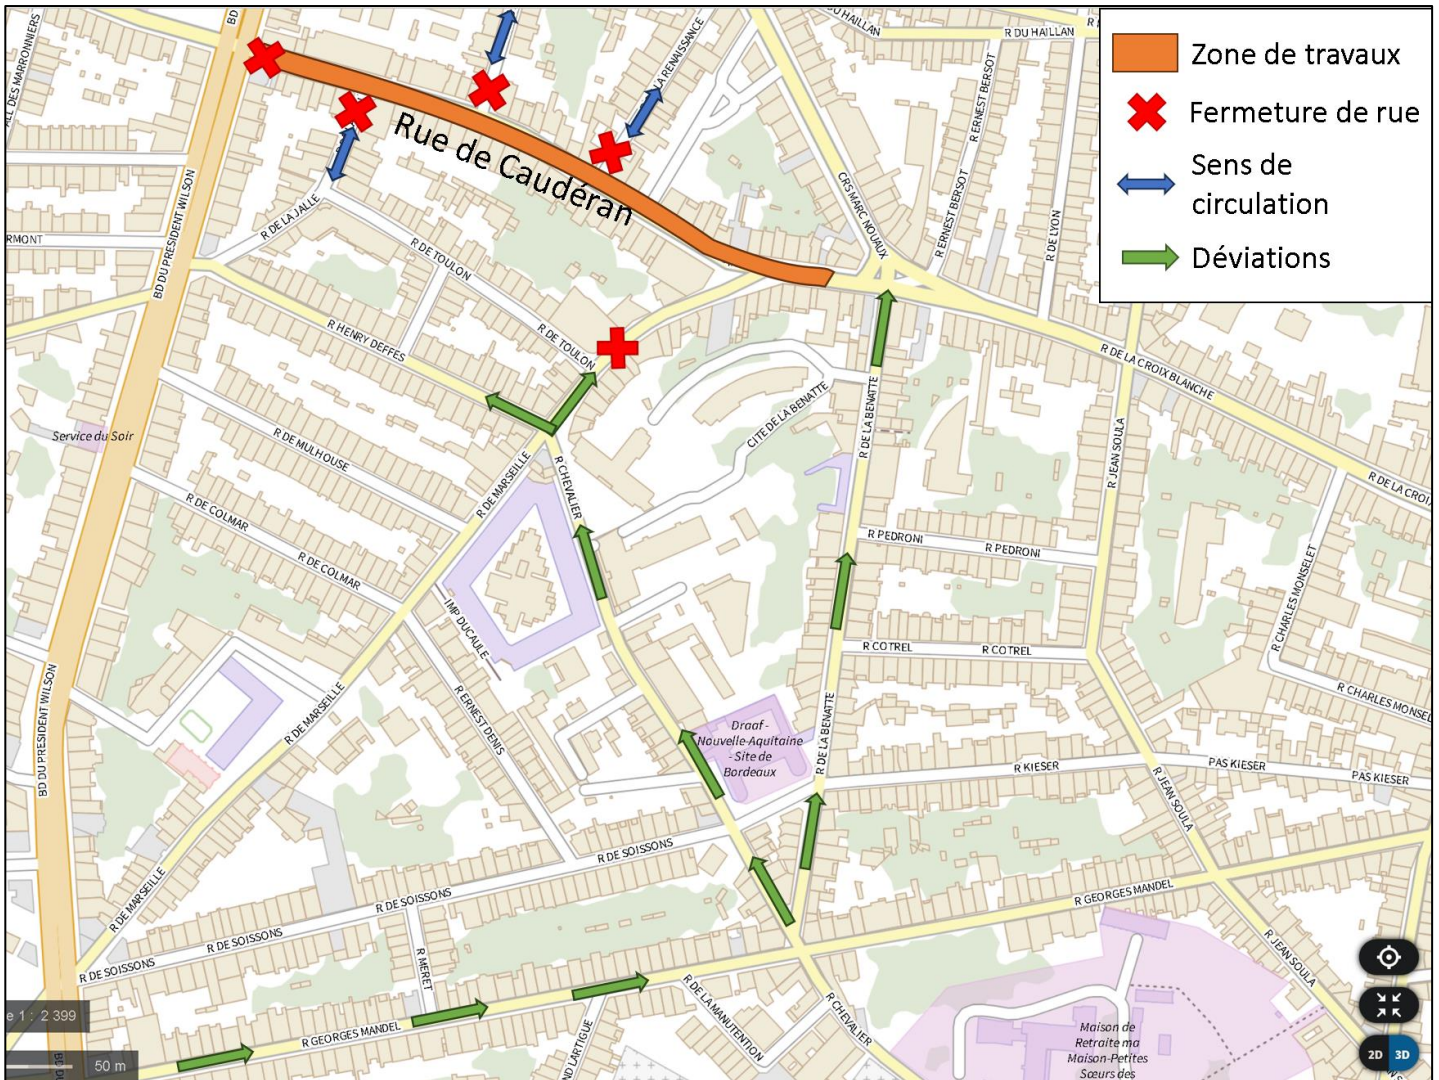 Zone de travaux
Fermeture de rue
Sens de
circulation
Déviations
Rue de Caudéran
ALL DES MARRONNIERS
BD
R DU HAILLAN
CRS MARC NOUAUX
R ERNEST BERSOT
R ERNEST BERSOT
R DE LYON
BD DU PRESIDENT WILSON
R DE LA JALLE
R DE TOULON
R DE TOULON
R HENRY DEFFES
R DE LA CROIX BLANCHE
R DE LA BENATTE
CITE DE LA BENATTE
R JEAN SOULA
Service du Soir
R DE MULHOUSE
R DE MARSEILLE
R CHEVALIER
R DE COLMAR
R DE COLMAR
R PEDRONI
R PEDRONI
R CHARLES MONSELET
IMP DUCAULE
R COTREL
R COTREL
BD DU PRESIDENT WILSON
R DE MARSEILLE
R ERNEST DENIS
R DE LA BENATTE
Draaf -
Nouvelle-Aquitaine
- Site de
Bordeaux
R KIESER
PAS KIESER
PAS KIESER
R JEAN SOULA
R DE SOISSONS
R DE MARSEILLE
R DE SOISSONS
R GEORGES MANDEL
R DE SOISSONS
R DE SOISSONS
R MERET
R JEAN SOULA
R DE LA MANUTENTION
R CHEVALIER
R GEORGES MANDEL
e 1 : 2 399
50 m
Maison de
Retraite ma
Maison-Petites
Sœurs des
2D
3D